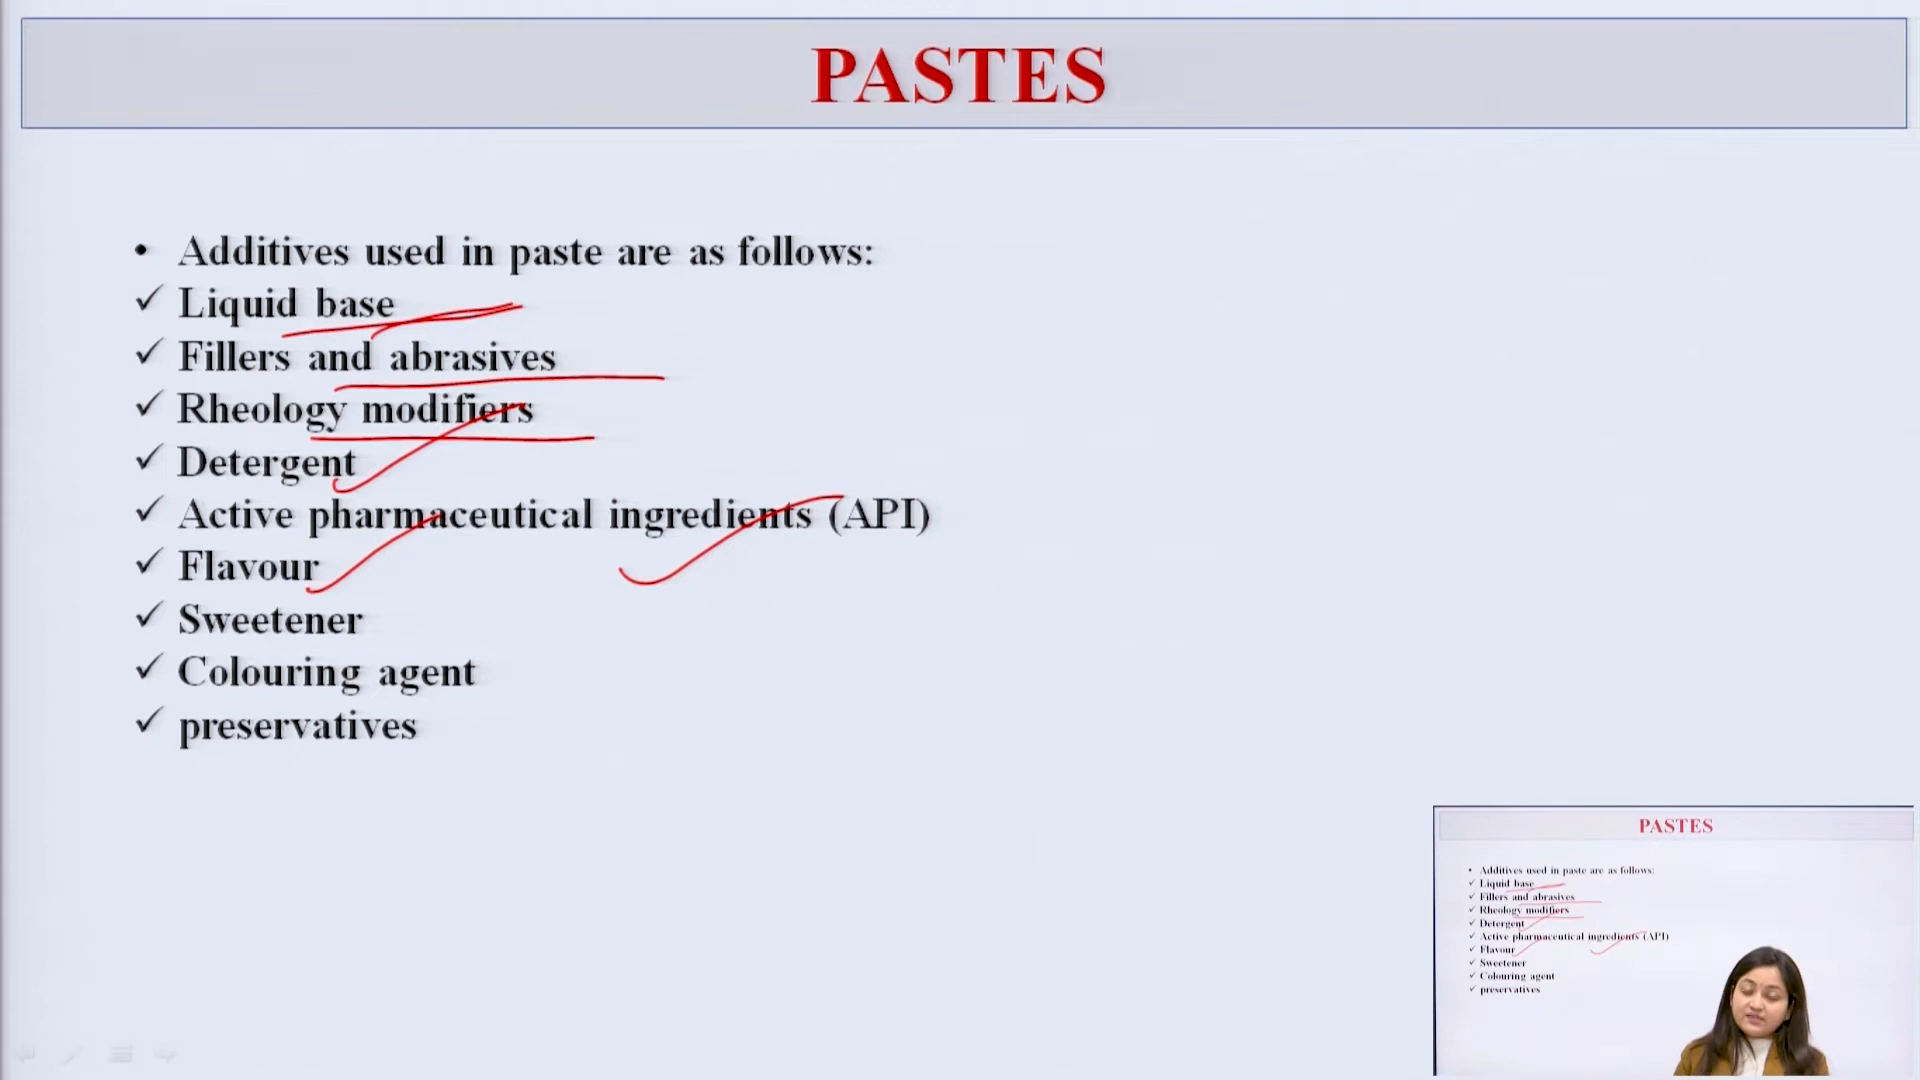 PASTES
• Additives used in paste are as follows:
✓ Liquid base
✓ Fillers and abrasives
✓ Rheology modifiers
✓ Detergent
✓ Active pharmaceutical ingredients (API)
✓ Flavour
✓ Sweetener
✓ Colouring agent
✓ preservatives
PASTES
• Additives used in paste are as follows:
✓ Liquid base
✓ Fillers and abrasives
✓ Rheology modifiers
✓ Detergent
✓ Active pharmaceutical ingredients (API)
✓ Flavour
✓ Sweetener
✓ Colouring agent
✓ preservatives